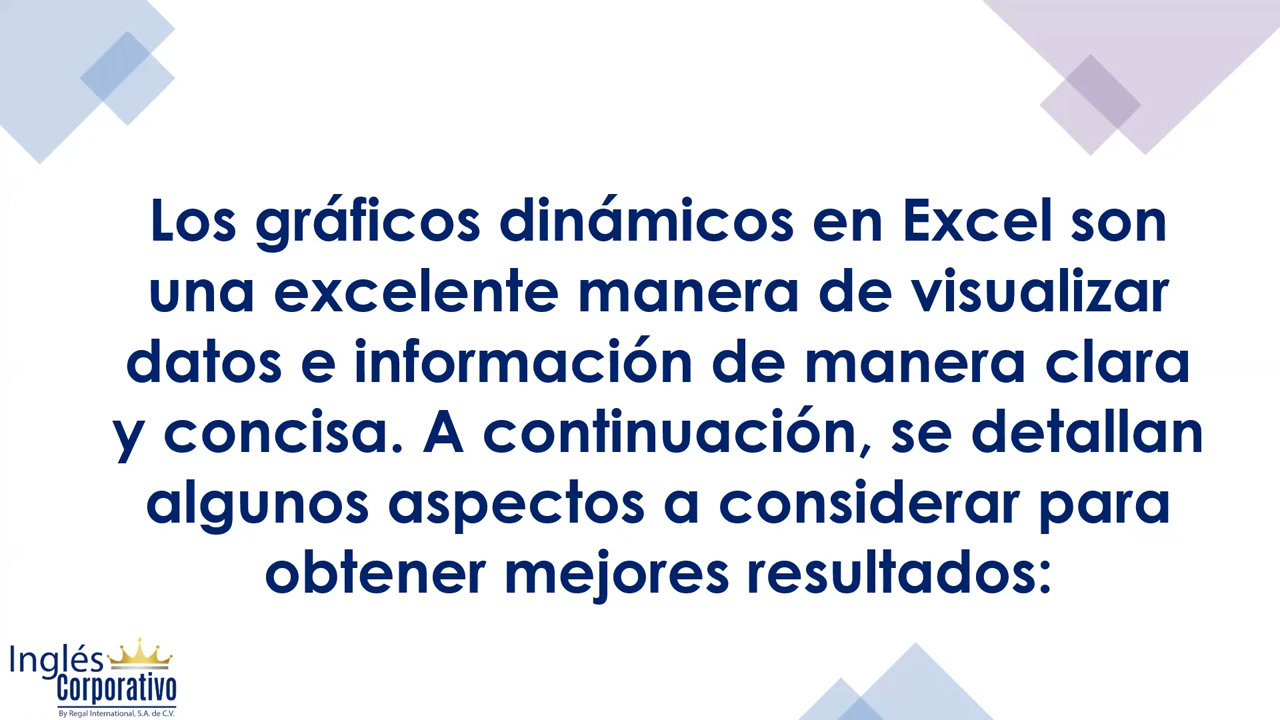 Los gráficos dinámicos en Excel son
una excelente manera de visualizar
datos e información de manera clara
y concisa. A continuación, se detallan
algunos aspectos a considerar para
obtener mejores resultados:
Inglés
Corporativo
By Regal International, S.A. de C.V.